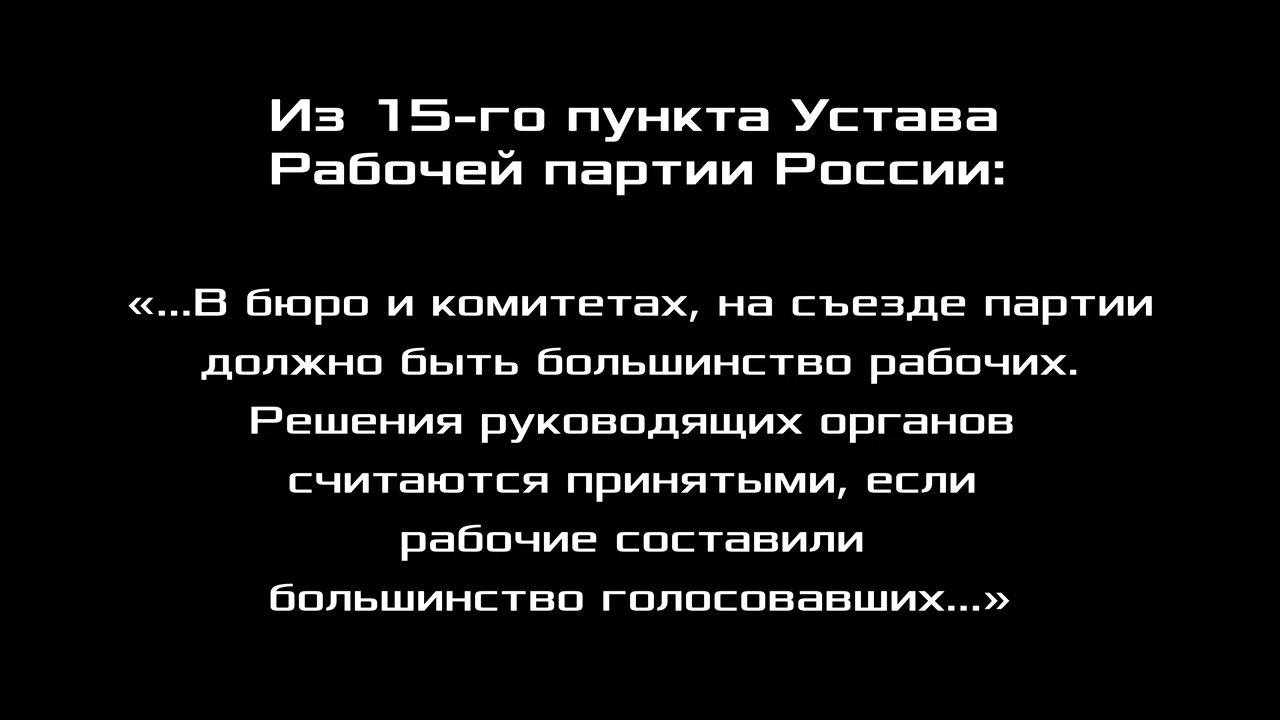 Из 15-го пункта Устава
Рабочей партии России:
«...В бюро и комитетах, на съезде партии
должно быть большинство рабочих.
Решения руководящих органов
считаются принятыми, если
рабочие составили
большинство голосовавших...»